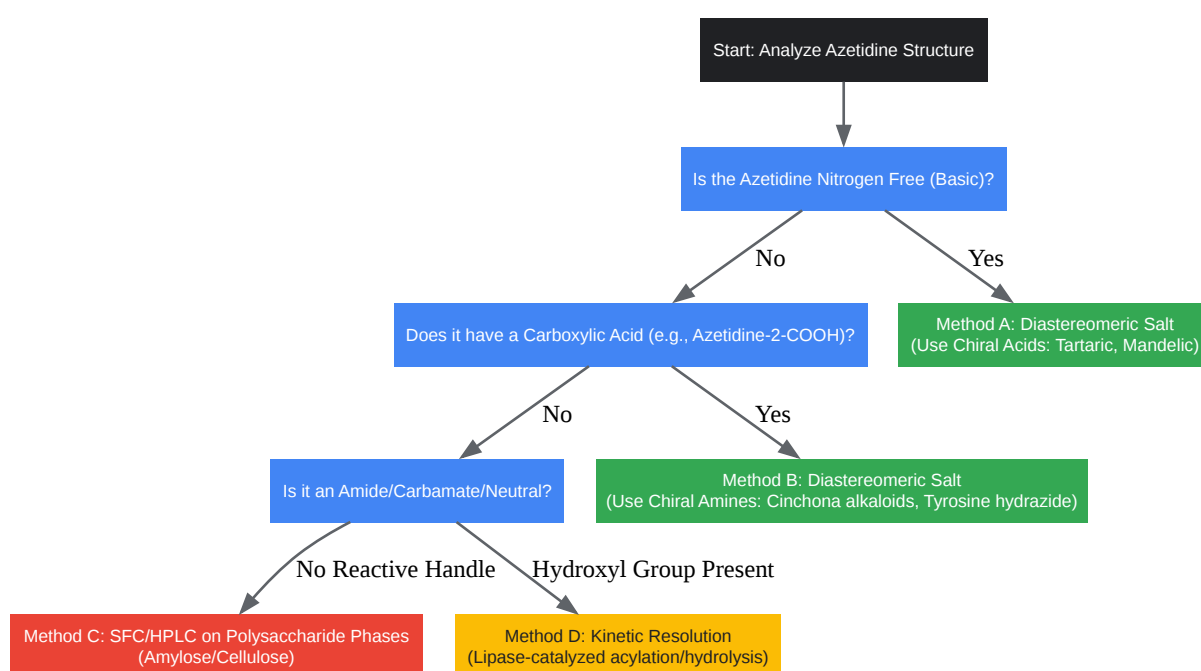 Start: Analyze Azetidine Structure
Is the Azetidine Nitrogen Free (Basic)?
No
Yes
Does it have a Carboxylic Acid (e.g., Azetidine-2-COOH)?
Method A: Diastereomeric Salt
(Use Chiral Acids: Tartaric, Mandelic)
No
Yes
Is it an Amide/Carbamate/Neutral?
Method B: Diastereomeric Salt
(Use Chiral Amines: Cinchona alkaloids, Tyrosine hydrazide)
No Reactive Handle
Hydroxyl Group Present
Method C: SFC/HPLC on Polysaccharide Phases
(Amylose/Cellulose)
Method D: Kinetic Resolution
(Lipase-catalyzed acylation/hydrolysis)